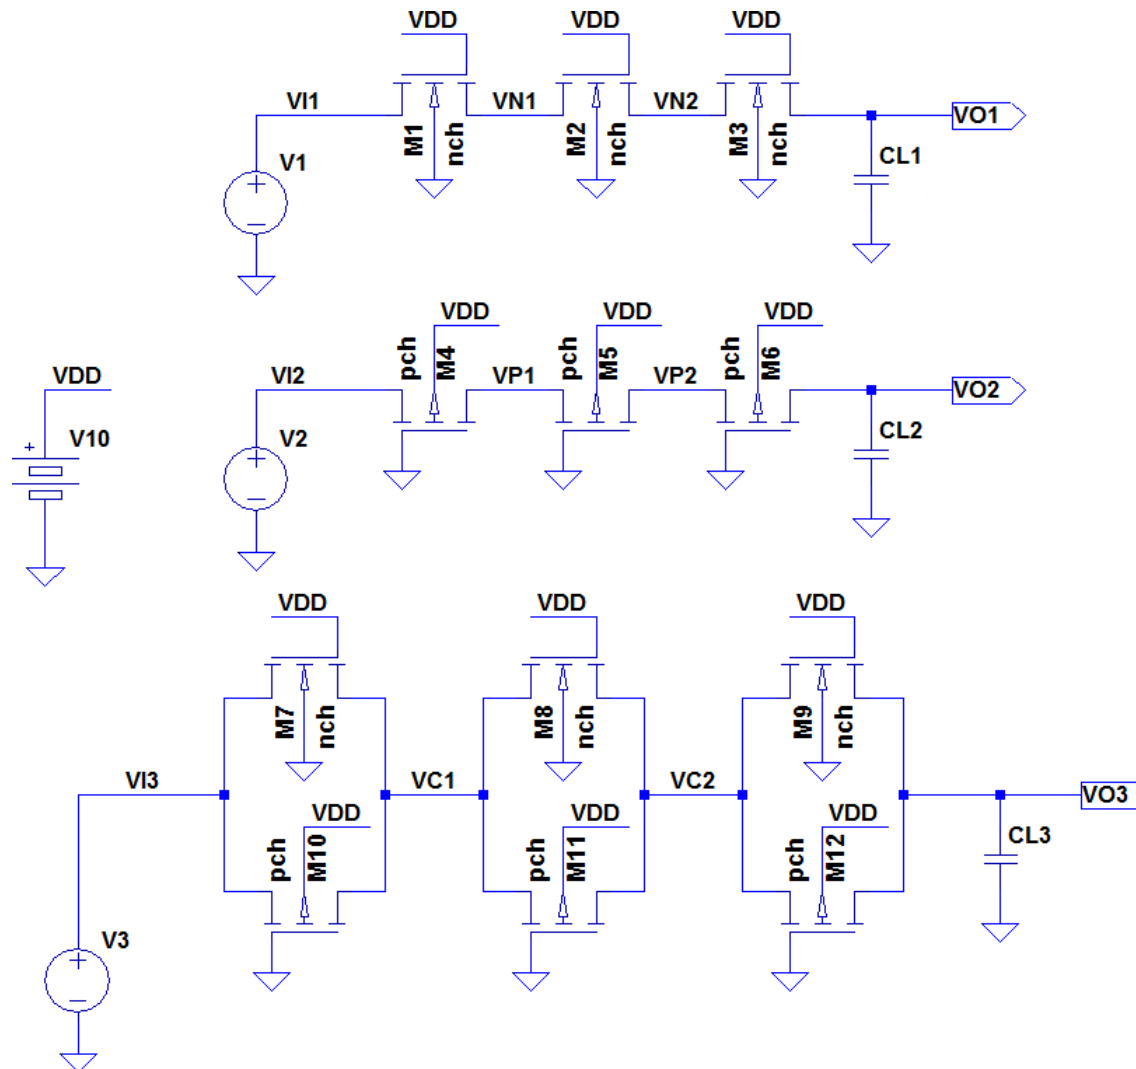 VDD VDD VDD
VI1 VN1 VN2 VO1
M1 nch M2 nch M3 nch
V1 CL1
+
−
VDD VDD VDD
pch M4 pch M5 pch M6
VDD VI2 VP1 VP2 VO2
+ V10 V2 CL2
+
−
VDD VDD VDD
M7 nch M8 nch M9 nch
VI3 VC1 VC2 VO3
VDD VDD VDD
pch M10 pch M11 pch M12
CL3
V3
+
−